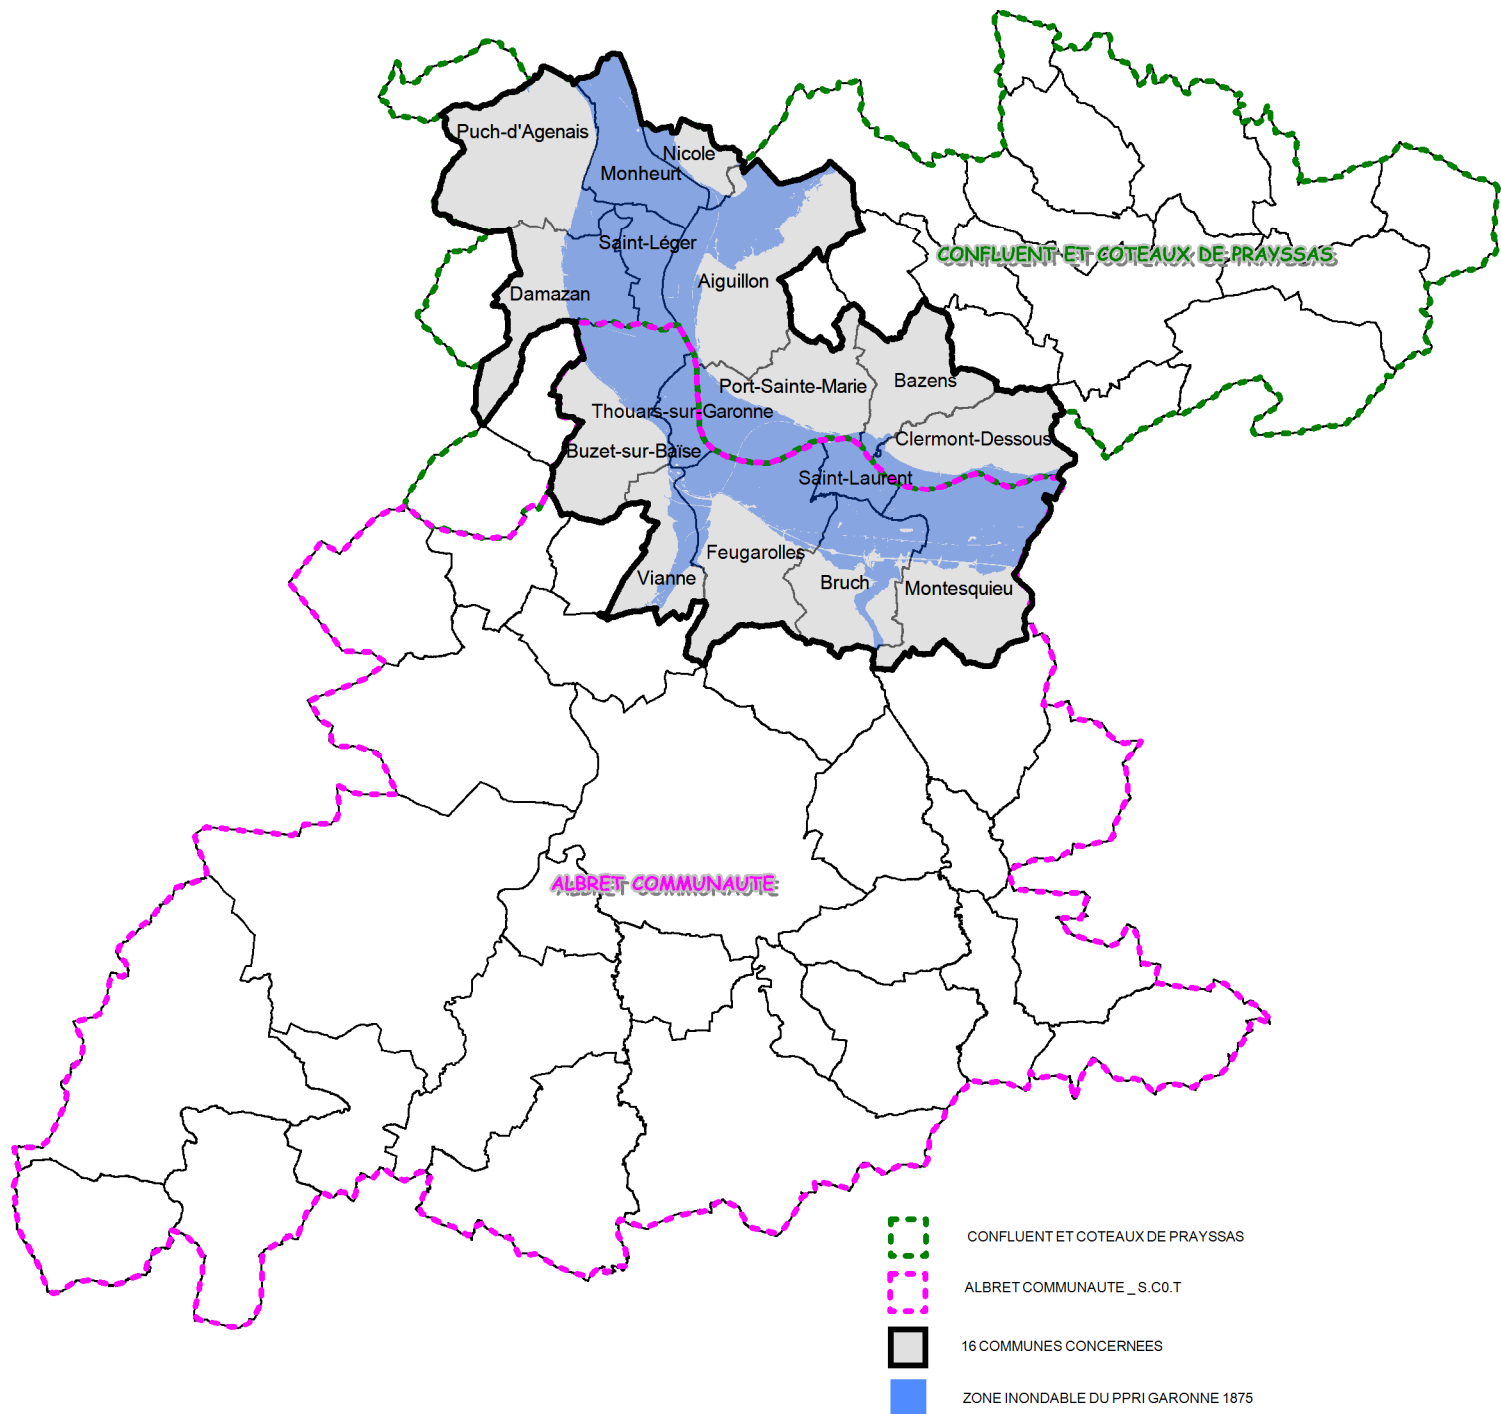 Puch-d'Agenais
Nicole
Monheurt
Saint-Léger
CONFLUENT ET COTEAUX DE PRAYSSAS
Aiguillon
Damazan
Bazens
Port-Sainte-Marie
Thouars-sur-Garonne
Clermont-Dessous
Buzet-sur-Baïse
Saint-Laurent
Feugarolles
Vianne
Bruch
Montesquieu
ALBRET COMMUNAUTE
CONFLUENT ET COTEAUX DE PRAYSSAS
ALBRET COMMUNAUTE _ S.C0.T
16 COMMUNES CONCERNEES
ZONE INONDABLE DU PPRI GARONNE 1875